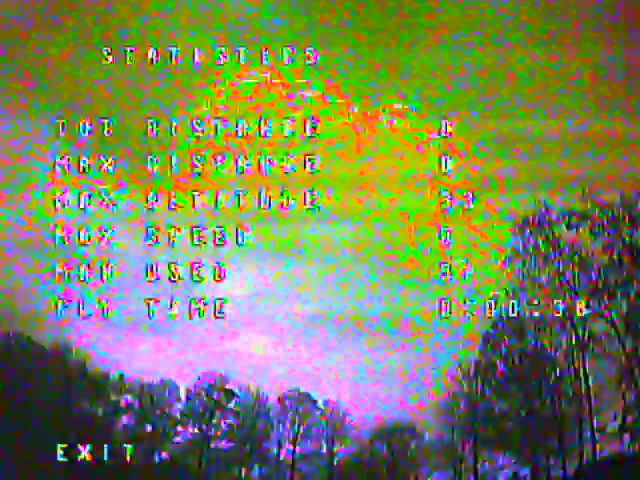 STATISTICS
TOT DISTANCE 0
MAX DISTANCE 0
MAX ALTITUDE
MAX SPEED 0
MAH USED
FLY TIME
EXIT